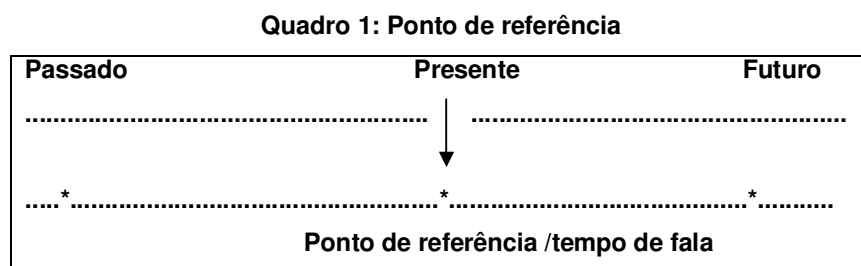 Quadro 1: Ponto de referência
Passado Presente Futuro
............................................................ ........................................................
.....*......................................................*...........................................*...........
Ponto de referência /tempo de fala